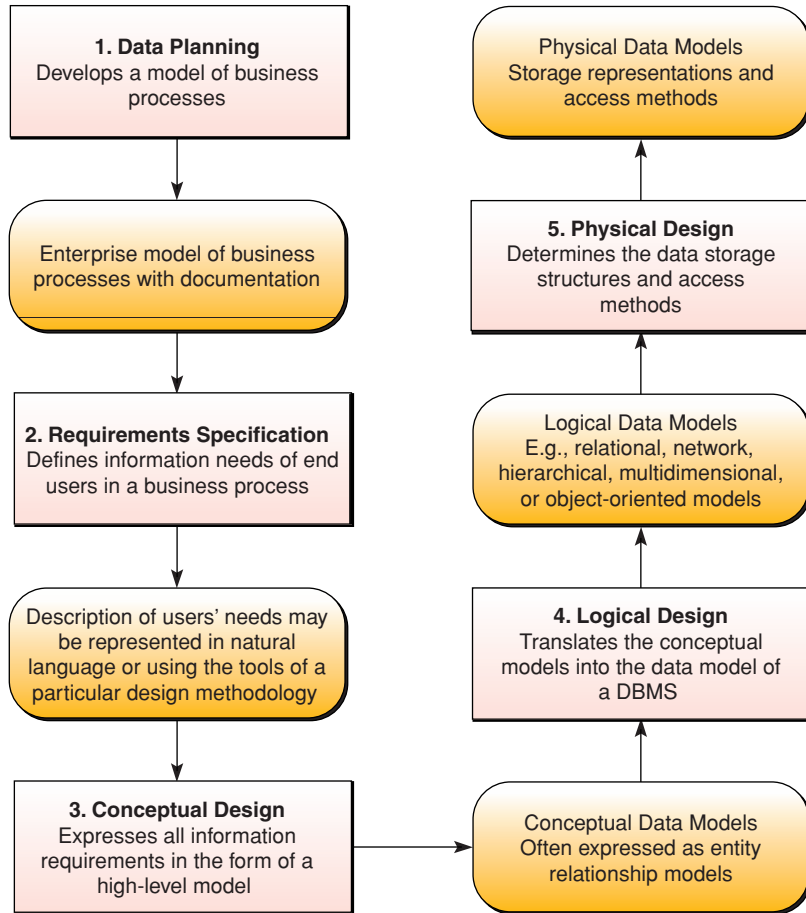 1. Data Planning
Develops a model of business
processes
Enterprise model of business
processes with documentation
2. Requirements Specification
Defines information needs of end
users in a business process
Description of users’ needs may
be represented in natural
language or using the tools of a
particular design methodology
3. Conceptual Design
Expresses all information
requirements in the form of a
high-level model
Conceptual Data Models
Often expressed as entity
relationship models
4. Logical Design
Translates the conceptual
models into the data model of
a DBMS
Logical Data Models
E.g., relational, network,
hierarchical, multidimensional,
or object-oriented models
5. Physical Design
Determines the data storage
structures and access
methods
Physical Data Models
Storage representations and
access methods